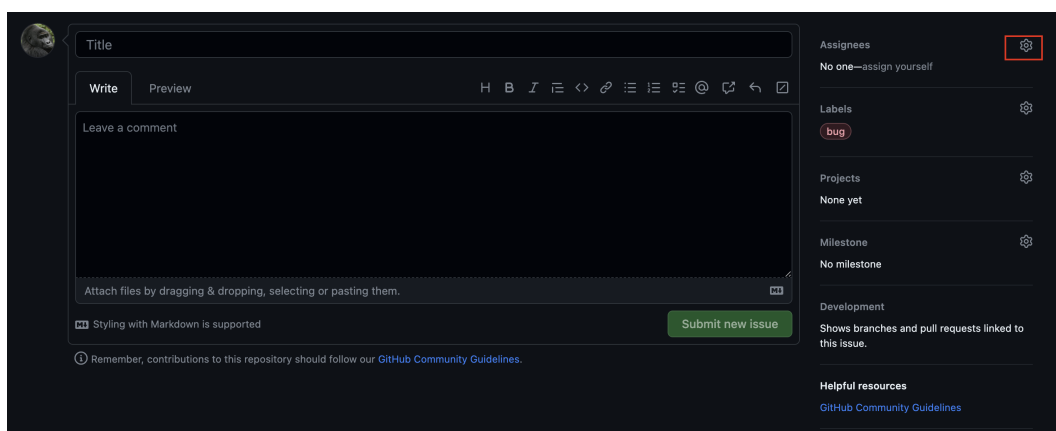 Title
Write Preview
Leave a comment
Attach files by dragging & dropping, selecting or pasting them.
Styling with Markdown is supported
Submit new issue
Remember, contributions to this repository should follow our GitHub Community Guidelines.
Assignees
No one—assign yourself
Labels
bug
Projects
None yet
Milestone
No milestone
Development
Shows branches and pull requests linked to
this issue.
Helpful resources
GitHub Community Guidelines